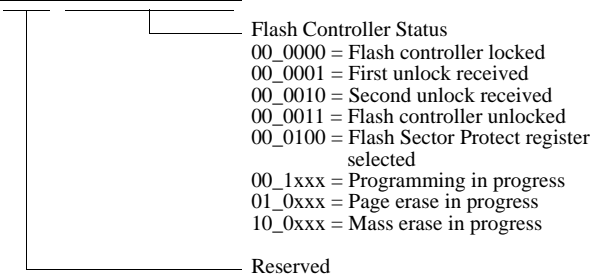 Flash Controller Status
00_0000 = Flash controller locked
00_0001 = First unlock received
00_0010 = Second unlock received
00_0011 = Flash controller unlocked
00_0100 = Flash Sector Protect register
selected
00_1xxx = Programming in progress
01_0xxx = Page erase in progress
10_0xxx = Mass erase in progress
Reserved